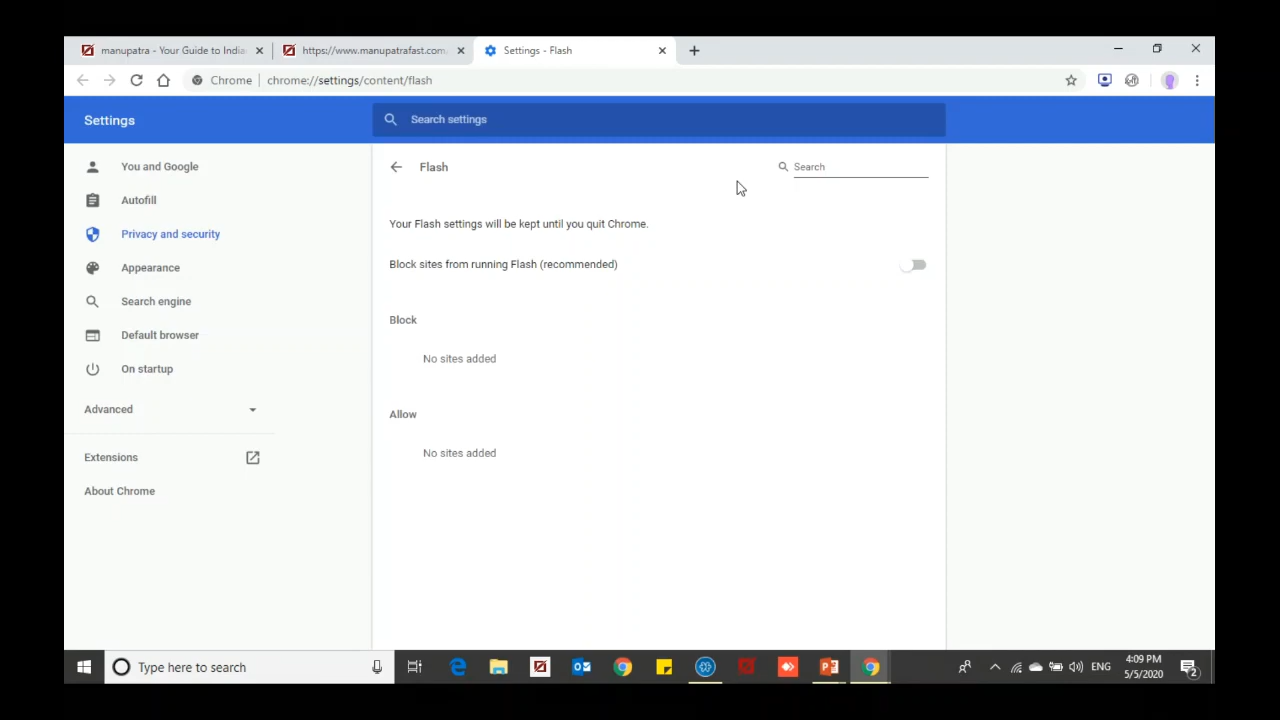 manupatra - Your Guide to India
https://www.manupatrafast.com
Settings - Flash
Chrome
chrome://settings/content/flash
Settings
Search settings
You and Google
Autofill
Privacy and security
Appearance
Search engine
Default browser
On startup
Advanced
Extensions
About Chrome
Flash
Search
Your Flash settings will be kept until you quit Chrome.
Block sites from running Flash (recommended)
Block
No sites added
Allow
No sites added
Type here to search
ENG
4:09 PM
5/5/2020
2